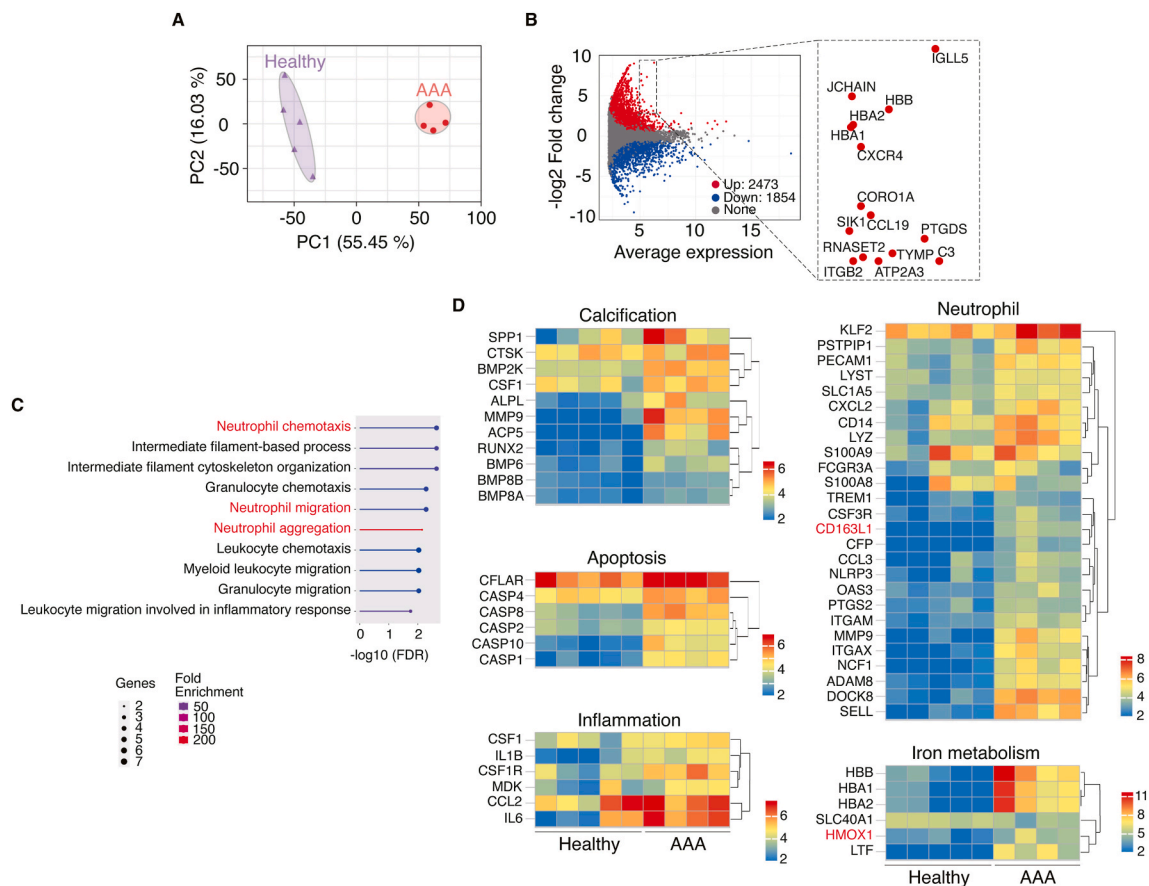 A
Healthy
AAA
PC2 (16.03 %)
50
0
-50
-50
0
50
100
PC1 (55.45 %)
B
-log2 Fold change
10
5
0
-5
-10
5
10
15
Average expression
Up: 2473
Down: 1854
None
IGLL5
JCHAIN
HBB
HBA2
HBA1
CXCR4
CORO1A
SIK1
CCL19
PTGDS
RNASET2
TYMP
C3
ITGB2
ATP2A3
C
Neutrophil chemotaxis
Intermediate filament-based process
Intermediate filament cytoskeleton organization
Granulocyte chemotaxis
Neutrophil migration
Neutrophil aggregation
Leukocyte chemotaxis
Myeloid leukocyte migration
Granulocyte migration
Leukocyte migration involved in inflammatory response
0 1 2
-log10 (FDR)
Genes
2
3
4
5
6
7
Fold
Enrichment
50
100
150
200
D
Calcification
SPP1
CTSK
BMP2K
CSF1
ALPL
MMP9
ACP5
RUNX2
BMP6
BMP8B
BMP8A
6
4
2
Apoptosis
CFLAR
CASP4
CASP8
CASP2
CASP10
CASP1
6
4
2
Inflammation
CSF1
IL1B
CSF1R
MDK
CCL2
IL6
6
4
2
Healthy
AAA
Neutrophil
KLF2
PSTPIP1
PECAM1
LYST
SLC1A5
CXCL2
CD14
LYZ
S100A9
FCGR3A
S100A8
TREM1
CSF3R
CD163L1
CFP
CCL3
NLRP3
OAS3
PTGS2
ITGAM
MMP9
ITGAX
NCF1
ADAM8
DOCK8
SELL
8
6
4
2
Iron metabolism
HBB
HBA1
HBA2
SLC40A1
HMOX1
LTF
11
8
5
2
Healthy
AAA